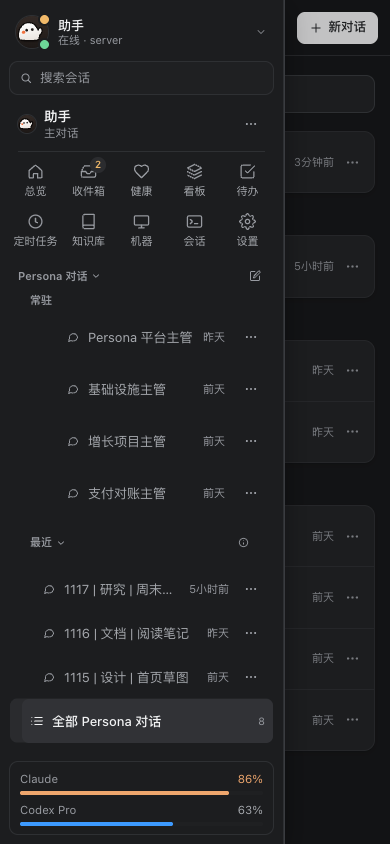 助手
在线 · server
搜索会话
助手
主对话
总览
2
收件箱
健康
看板
待办
定时任务
知识库
机器
会话
设置
Persona 对话
常驻
Persona 平台主管 昨天
基础设施主管 前天
增长项目主管 前天
支付对账主管 前天
最近
1117 | 研究 | 周末... 5小时前
1116 | 文档 | 阅读笔记 昨天
1115 | 设计 | 首页草图 前天
全部 Persona 对话 8
Claude 86%
Codex Pro 63%
+ 新对话
3分钟前
5小时前
昨天
昨天
前天
前天
前天
前天